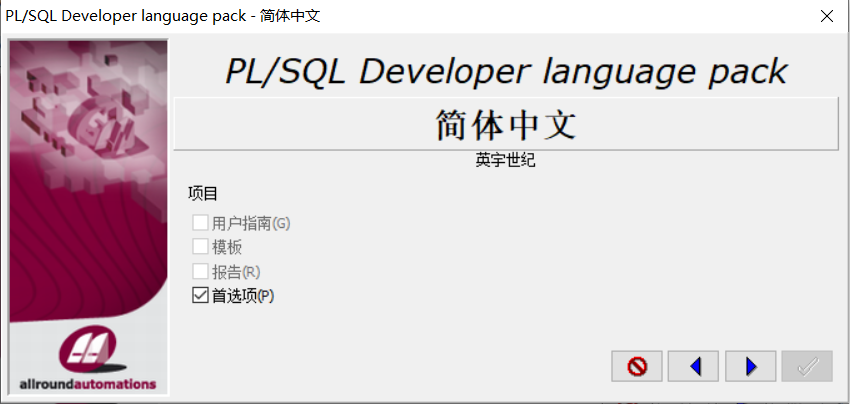 PL/SQL Developer language pack - 简体中文
PL/SQL Developer language pack
简体中文
英宇世纪
项目
用户指南(G)
模板
报告(R)
首选项(P)
allroundautomations